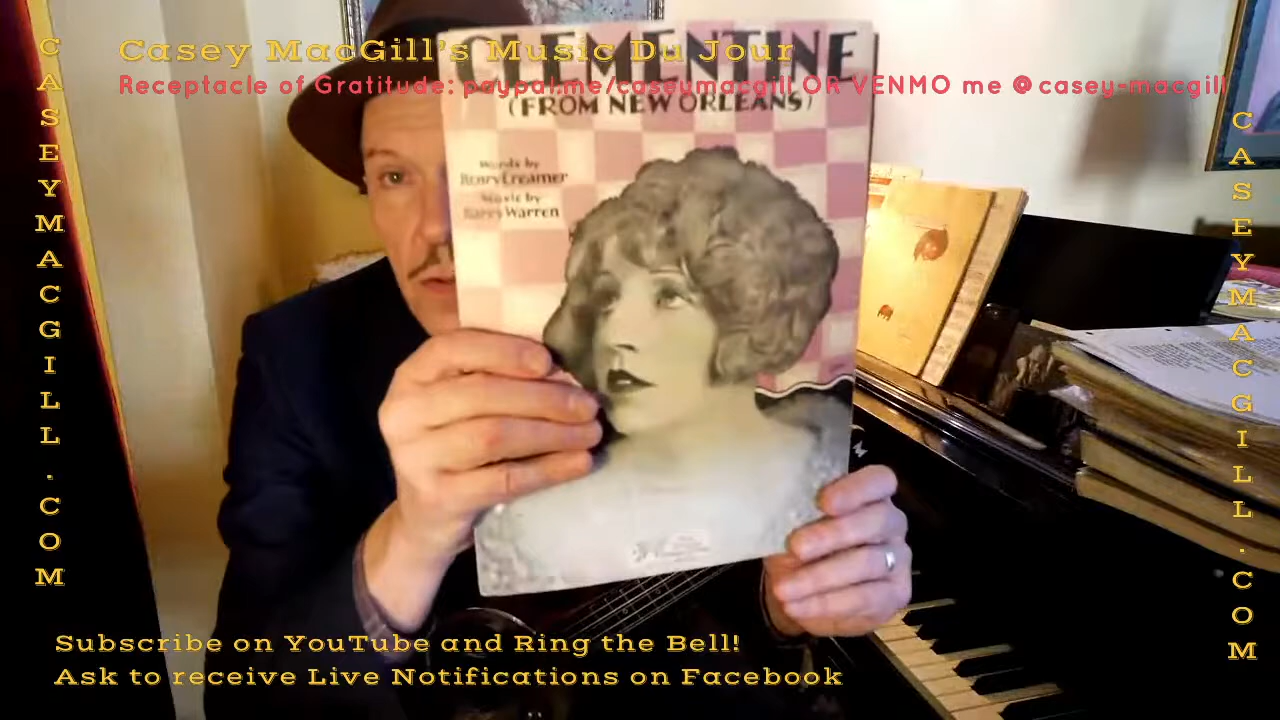 Casey MacGill's Music Du Jour
Receptacle of Gratitude: paypal.me/caseymacgill OR VENMO me @casey-macgill
CLEMENTINE
(FROM NEW ORLEANS)
Words by
Henry Creamer
Music by
Harry Warren
CASEYMACGILL.COM
CASEYMACGILL.COM
Subscribe on YouTube and Ring the Bell!
Ask to receive Live Notifications on Facebook